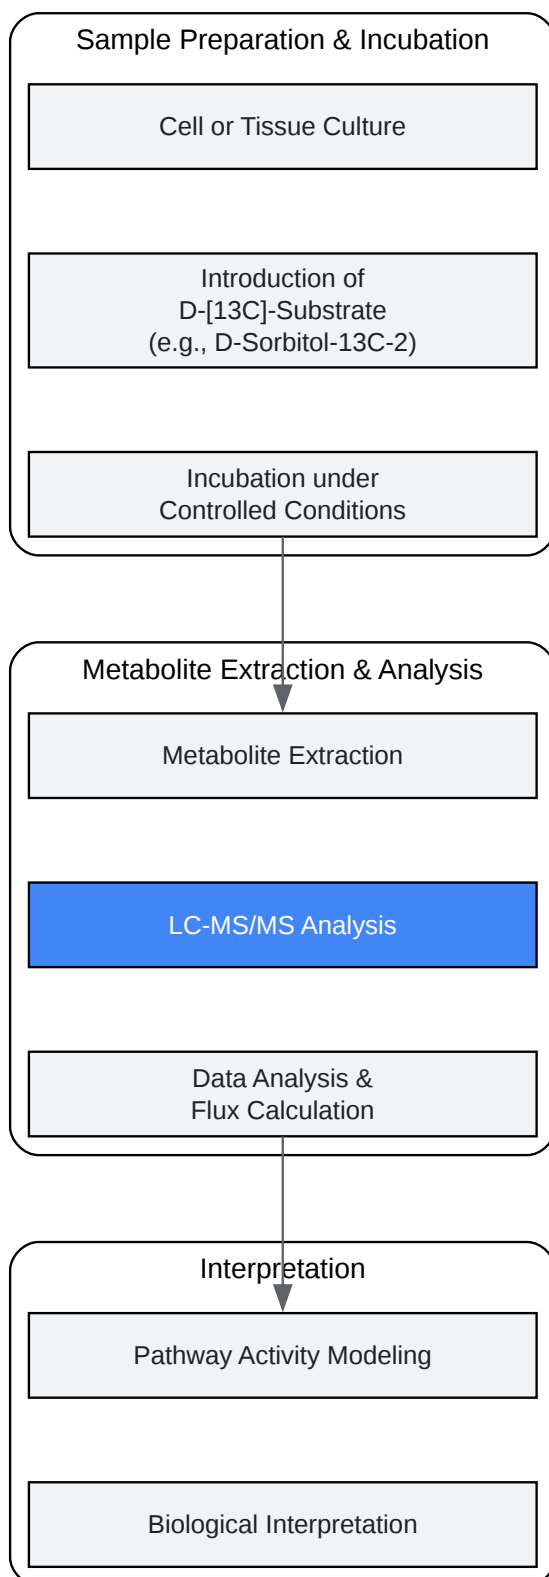 Sample Preparation & Incubation
Cell or Tissue Culture
Introduction of
D-[13C]-Substrate
(e.g., D-Sorbitol-13C-2)
Incubation under
Controlled Conditions
Metabolite Extraction & Analysis
Metabolite Extraction
LC-MS/MS Analysis
Data Analysis &
Flux Calculation
Interpretation
Pathway Activity Modeling
Biological Interpretation